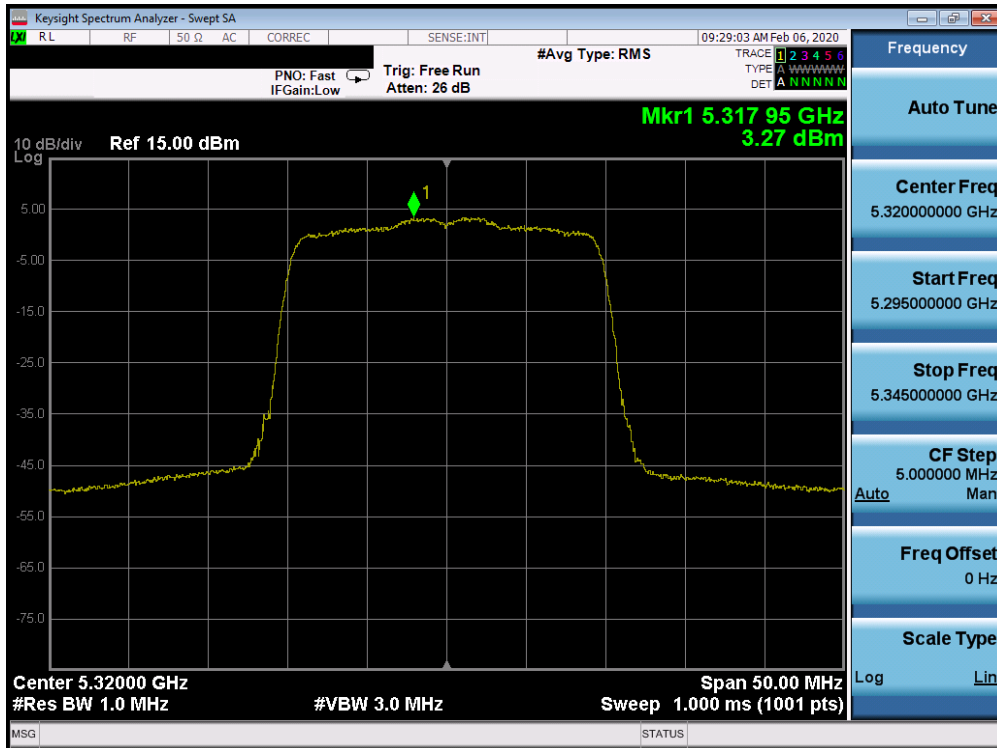 Keysight Spectrum Analyzer - Swept SA
LXI RL RF 50 Ω AC CORREC SENSE:INT 09:29:03 AM Feb 06, 2020
#Avg Type: RMS
TRACE 1 2 3 4 5 6
PNO: Fast Trig: Free Run
TYPE A WWWWW
IFGain:Low Atten: 26 dB
DET A N N N N N
Mkr1 5.317 95 GHz
3.27 dBm
10 dB/div Ref 15.00 dBm
Log
1
5.00
-5.00
-15.0
-25.0
-35.0
-45.0
-55.0
-65.0
-75.0
Center 5.32000 GHz Span 50.00 MHz
#Res BW 1.0 MHz #VBW 3.0 MHz Sweep 1.000 ms (1001 pts)
MSG STATUS
Frequency
Auto Tune
Center Freq
5.320000000 GHz
Start Freq
5.295000000 GHz
Stop Freq
5.345000000 GHz
CF Step
5.000000 MHz
Auto Man
Freq Offset
0 Hz
Scale Type
Log Lin